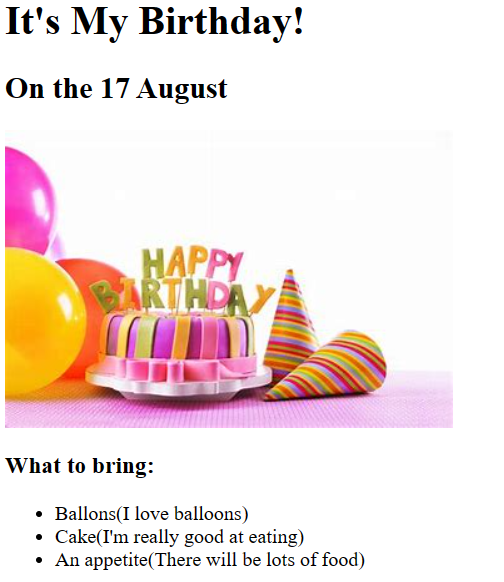 It's My Birthday!
On the 17 August
HAPPY
BIRTHDAY
What to bring:
Ballons(I love balloons)
Cake(I'm really good at eating)
An appetite(There will be lots of food)